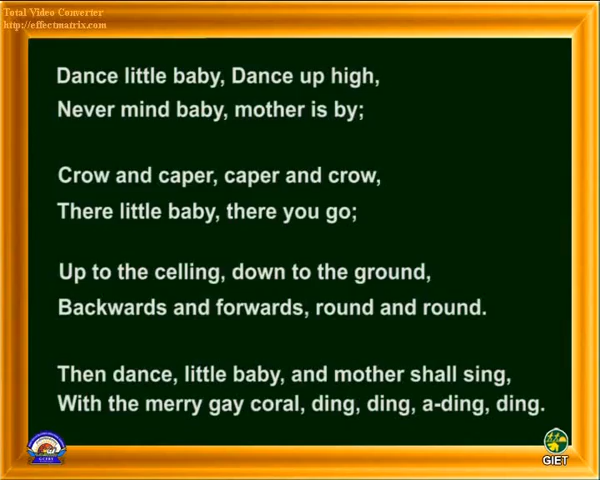 Total Video Converter
http://effectmatrix.com
Dance little baby, Dance up high,
Never mind baby, mother is by;
Crow and caper, caper and crow,
There little baby, there you go;
Up to the celling, down to the ground,
Backwards and forwards, round and round.
Then dance, little baby, and mother shall sing,
With the merry gay coral, ding, ding, a-ding, ding.
GIET